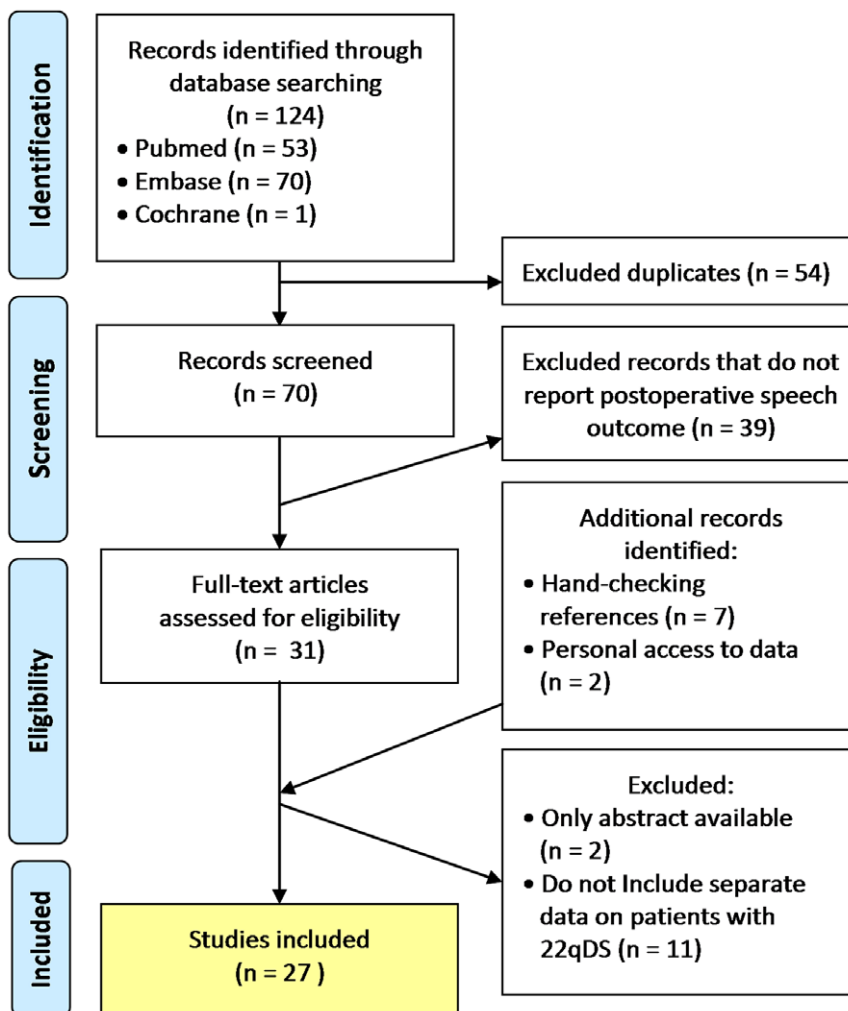 Identification
Records identified through
database searching
(n = 124)
• Pubmed (n = 53)
• Embase (n = 70)
• Cochrane (n = 1)
Excluded duplicates (n = 54)
Screening
Records screened
(n = 70)
Excluded records that do not
report postoperative speech
outcome (n = 39)
Eligibility
Full-text articles
assessed for eligibility
(n = 31)
Additional records
identified:
• Hand-checking
references (n = 7)
• Personal access to data
(n = 2)
Excluded:
• Only abstract available
(n = 2)
• Do not Include separate
data on patients with
22qDS (n = 11)
Included
Studies included
(n = 27 )